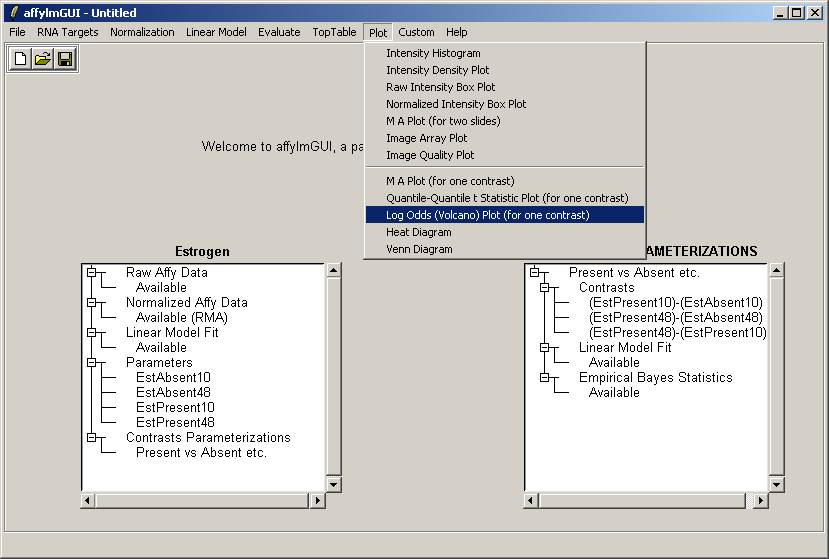 affylmGUI - Untitled
File RNA Targets Normalization Linear Model Evaluate TopTable Plot Custom Help
Intensity Histogram
Intensity Density Plot
Raw Intensity Box Plot
Normalized Intensity Box Plot
M A Plot (for two slides)
Image Array Plot
Image Quality Plot
M A Plot (for one contrast)
Quantile-Quantile t Statistic Plot (for one contrast)
Log Odds (Volcano) Plot (for one contrast)
Heat Diagram
Venn Diagram
Welcome to affylmGUI, a pa
Estrogen
Raw Affy Data
Available
Normalized Affy Data
Available (RMA)
Linear Model Fit
Available
Parameters
EstAbsent10
EstAbsent48
EstPresent10
EstPresent48
Contrasts Parameterizations
Present vs Absent etc.
AMETERIZATIONS
Present vs Absent etc.
Contrasts
(EstPresent10)-(EstAbsent10)
(EstPresent48)-(EstAbsent48)
(EstPresent48)-(EstPresent10)
Linear Model Fit
Available
Empirical Bayes Statistics
Available